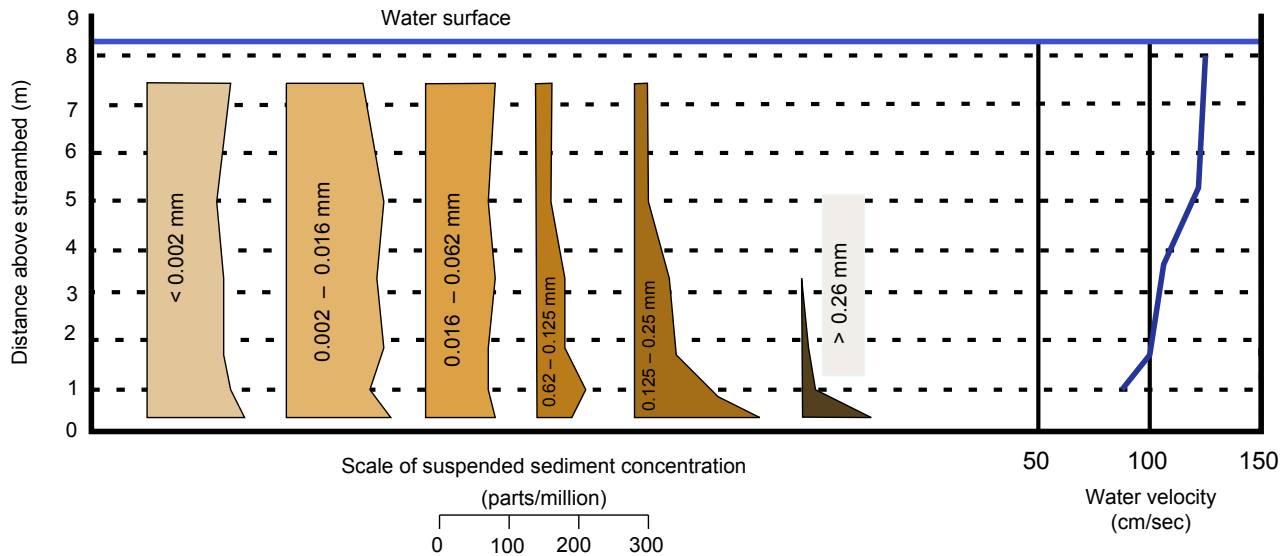 Water surface
Distance above streambed (m)
9
8
7
6
5
4
3
2
1
0
< 0.002 mm
0.002 – 0.016 mm
0.016 – 0.062 mm
0.62 – 0.125 mm
0.125 – 0.25 mm
> 0.26 mm
50 100 150
Water velocity
(cm/sec)
Scale of suspended sediment concentration
(parts/million)
0 100 200 300